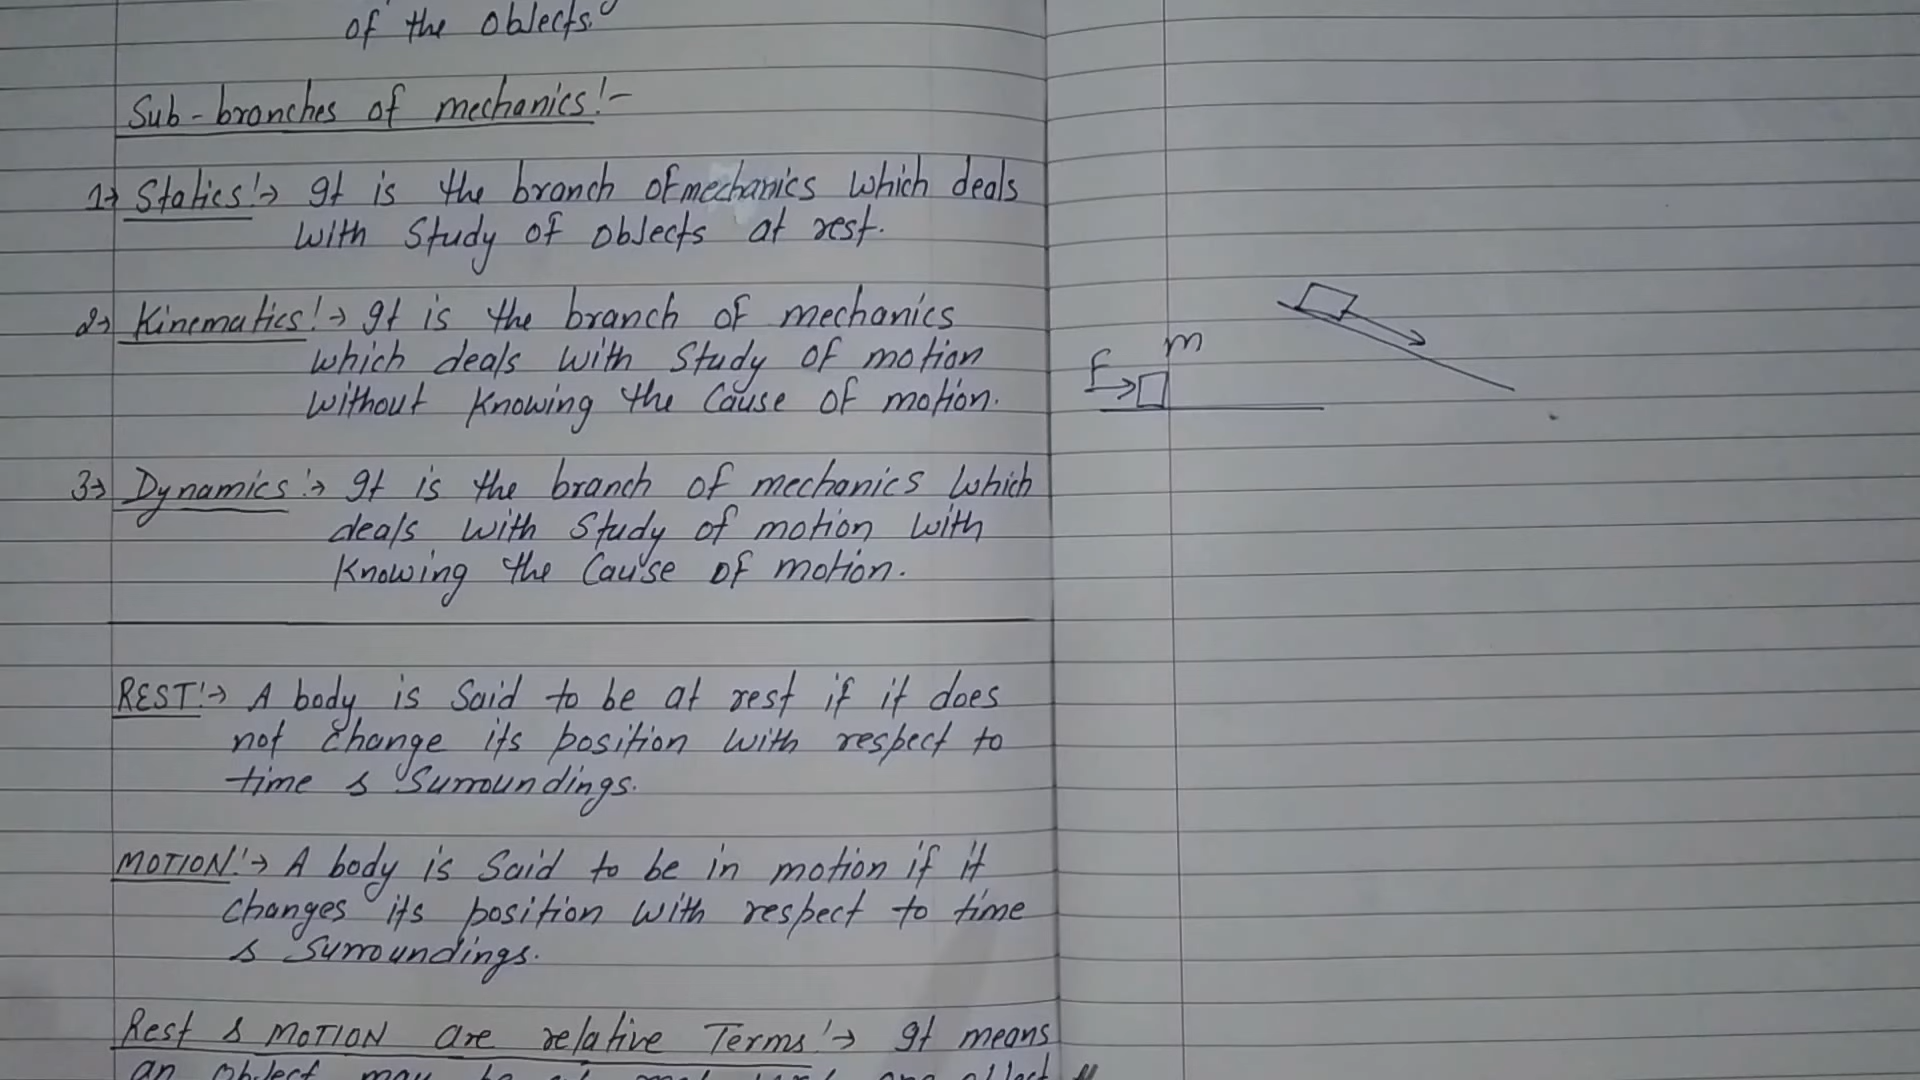 of the objects.
Sub-branches of mechanics:-
1→ Statics:→ It is the branch of mechanics which deals
with study of objects at rest.
2→ Kinematics:→ It is the branch of mechanics
which deals with study of motion
without knowing the cause of motion.
3→ Dynamics:→ It is the branch of mechanics which
deals with study of motion with
knowing the cause of motion.
REST:→ A body is said to be at rest if it does
not change its position with respect to
time & surroundings.
MOTION:→ A body is said to be in motion if it
changes its position with respect to time
& surroundings.
Rest & MOTION are relative Terms:→ It means
an object may be at
F
m